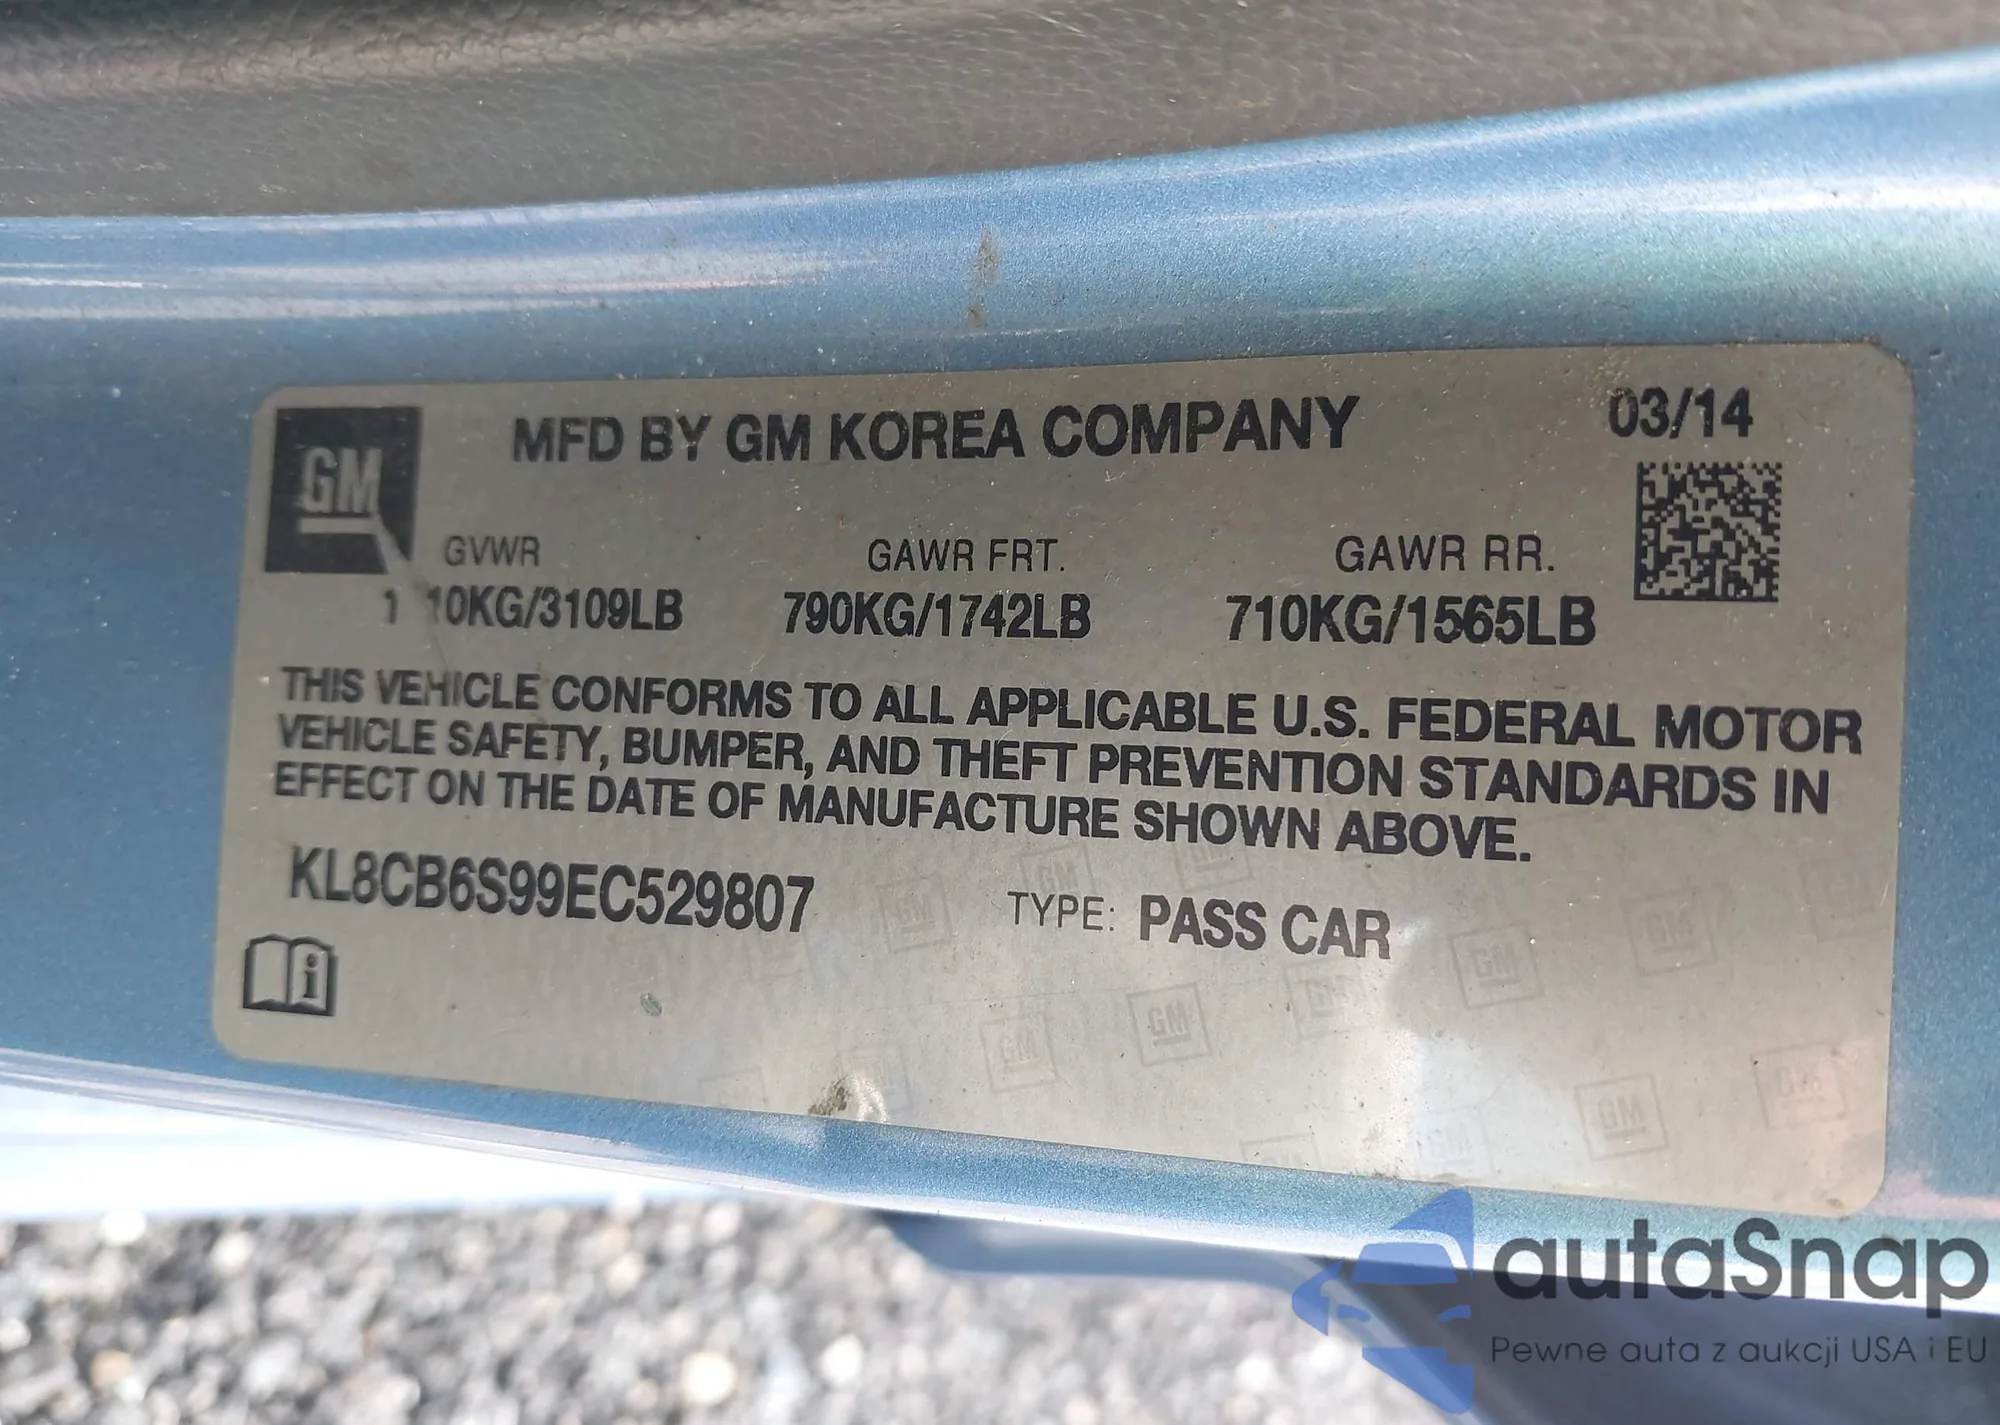 GM
MFD BY GM KOREA COMPANY
03/14
GVWR GAWR FRT. GAWR RR.
1 10KG/3109LB 790KG/1742LB 710KG/1565LB
THIS VEHICLE CONFORMS TO ALL APPLICABLE U.S. FEDERAL MOTOR
VEHICLE SAFETY, BUMPER, AND THEFT PREVENTION STANDARDS IN
EFFECT ON THE DATE OF MANUFACTURE SHOWN ABOVE.
KL8CB6S99EC529807 TYPE: PASS CAR
autaSnap
Pewne auta z aukcji USA i EU